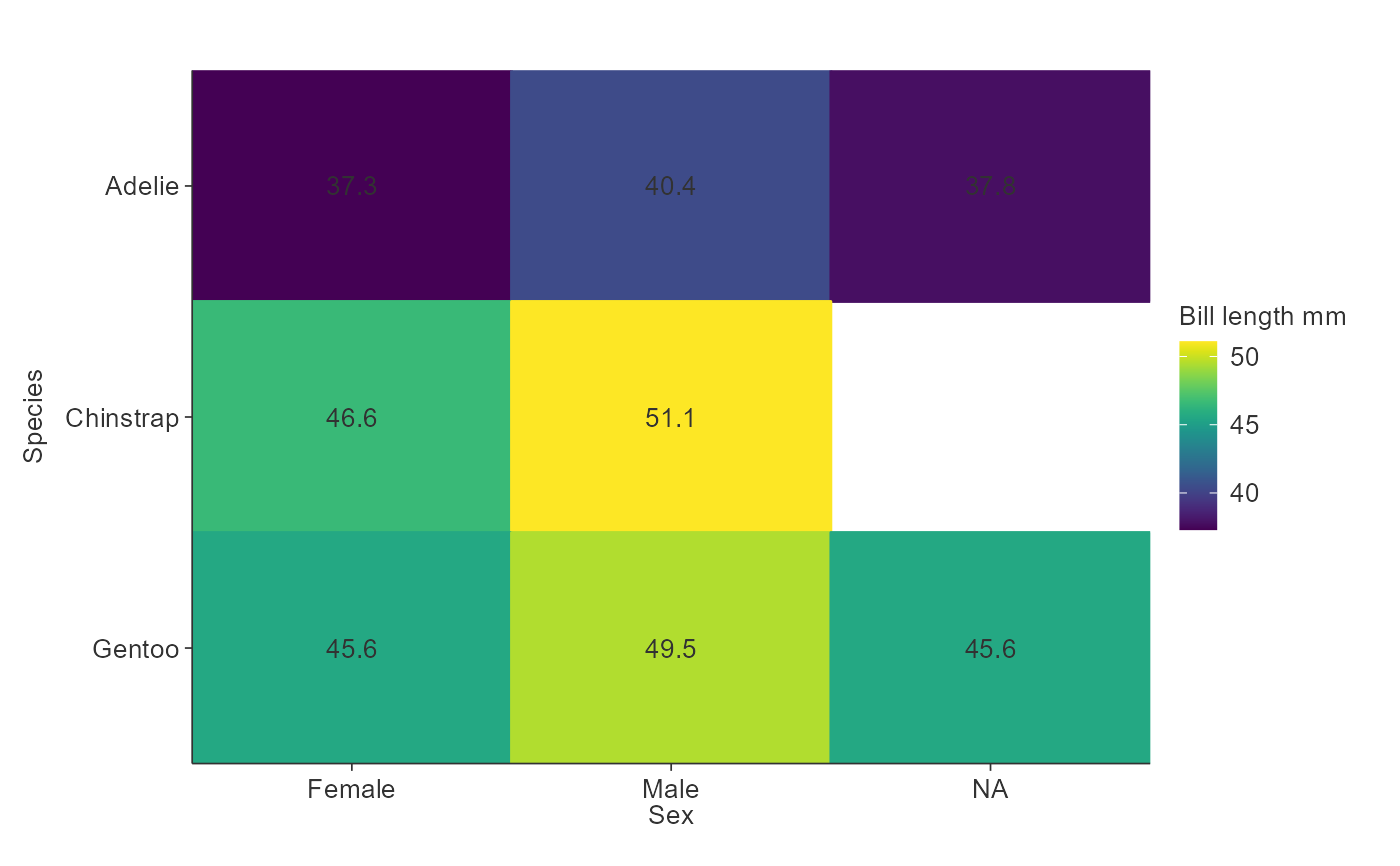 Adelie
37.3
40.4
37.8
Chinstrap
46.6
51.1
Gentoo
45.6
49.5
45.6
Female
Male
NA
Sex
Species
Bill length mm
50
45
40